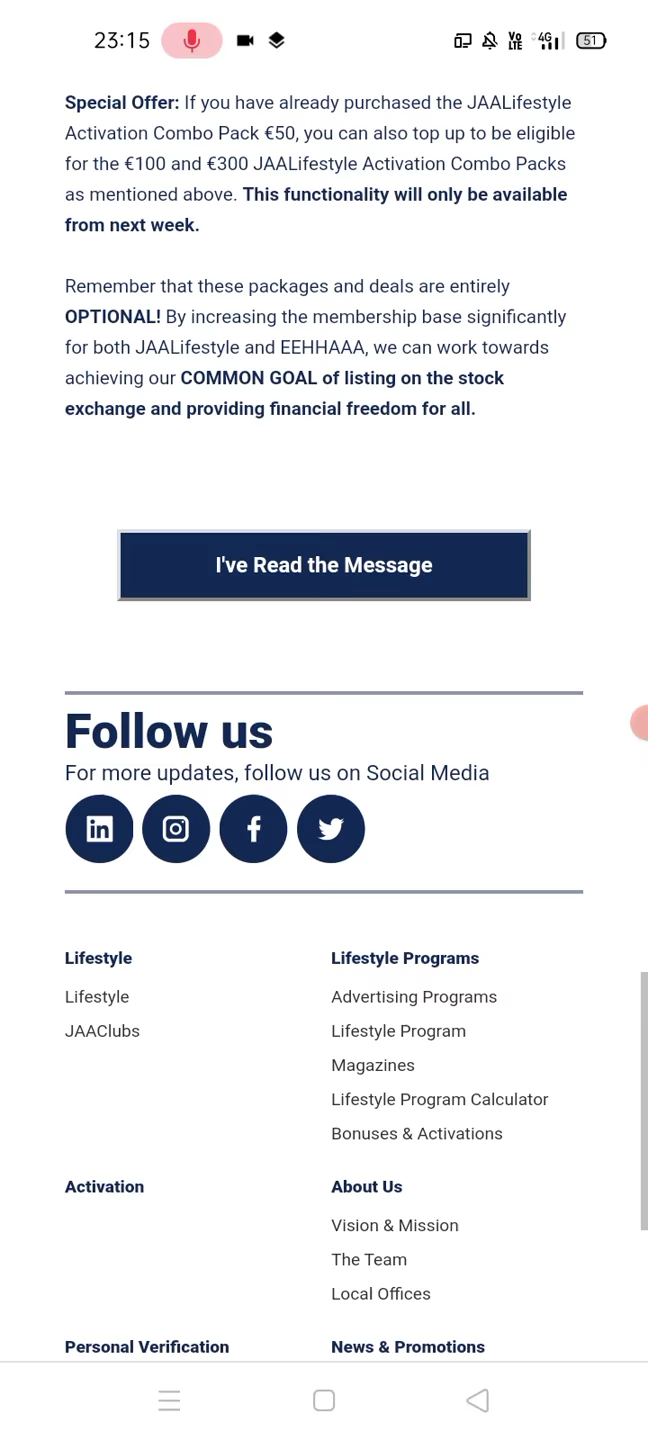 23:15
Vo LTE 4G 51
Special Offer: If you have already purchased the JAALifestyle
Activation Combo Pack €50, you can also top up to be eligible
for the €100 and €300 JAALifestyle Activation Combo Packs
as mentioned above. This functionality will only be available
from next week.
Remember that these packages and deals are entirely
OPTIONAL! By increasing the membership base significantly
for both JAALifestyle and EEHHAAA, we can work towards
achieving our COMMON GOAL of listing on the stock
exchange and providing financial freedom for all.
I've Read the Message
Follow us
For more updates, follow us on Social Media
Lifestyle
Lifestyle
JAAClubs
Lifestyle Programs
Advertising Programs
Lifestyle Program
Magazines
Lifestyle Program Calculator
Bonuses & Activations
Activation
About Us
Vision & Mission
The Team
Local Offices
Personal Verification
News & Promotions